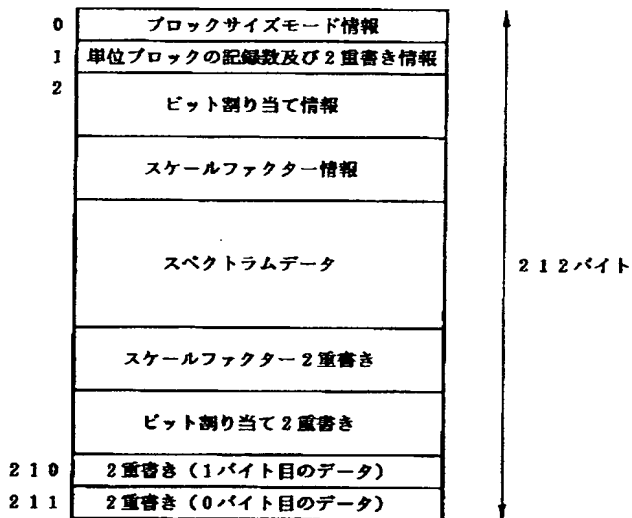 0 ブロックサイズモード情報
1 単位ブロックの記録数及び2重書き情報
2
ビット割り当て情報
スケールファクター情報
スペクトラムデータ
212バイト
スケールファクター2重書き
ビット割り当て2重書き
210 2重書き(1バイト目のデータ)
211 2重書き(0バイト目のデータ)